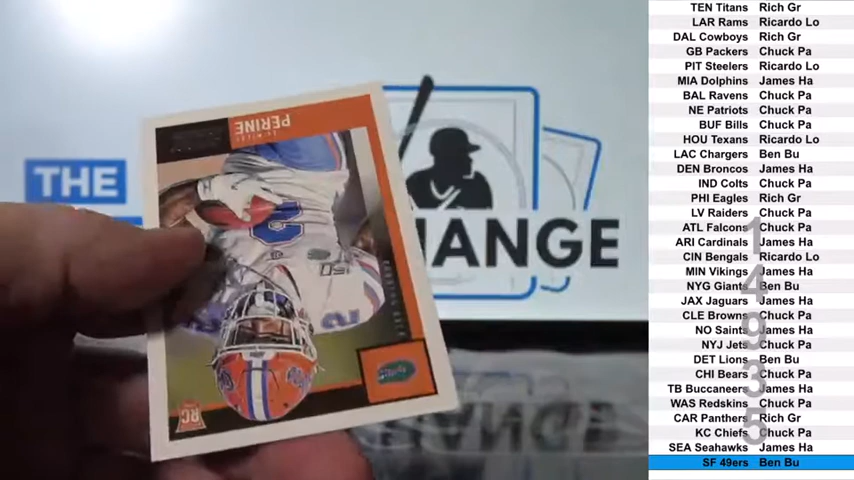 THE
HANGE
PERINE
RC
TEN Titans Rich Gr
LAR Rams Ricardo Lo
DAL Cowboys Rich Gr
GB Packers Chuck Pa
PIT Steelers Ricardo Lo
MIA Dolphins James Ha
BAL Ravens Chuck Pa
NE Patriots Chuck Pa
BUF Bills Chuck Pa
HOU Texans Ricardo Lo
LAC Chargers Ben Bu
DEN Broncos James Ha
IND Colts Chuck Pa
PHI Eagles Rich Gr
LV Raiders Chuck Pa
ATL Falcons Chuck Pa
ARI Cardinals James Ha
CIN Bengals Ricardo Lo
MIN Vikings James Ha
NYG Giants Ben Bu
JAX Jaguars James Ha
CLE Browns Chuck Pa
NO Saints James Ha
NYJ Jets Chuck Pa
DET Lions Ben Bu
CHI Bears Chuck Pa
TB Buccaneers James Ha
WAS Redskins Chuck Pa
CAR Panthers Rich Gr
KC Chiefs Chuck Pa
SEA Seahawks James Ha
SF 49ers Ben Bu
1
4
9
3
5